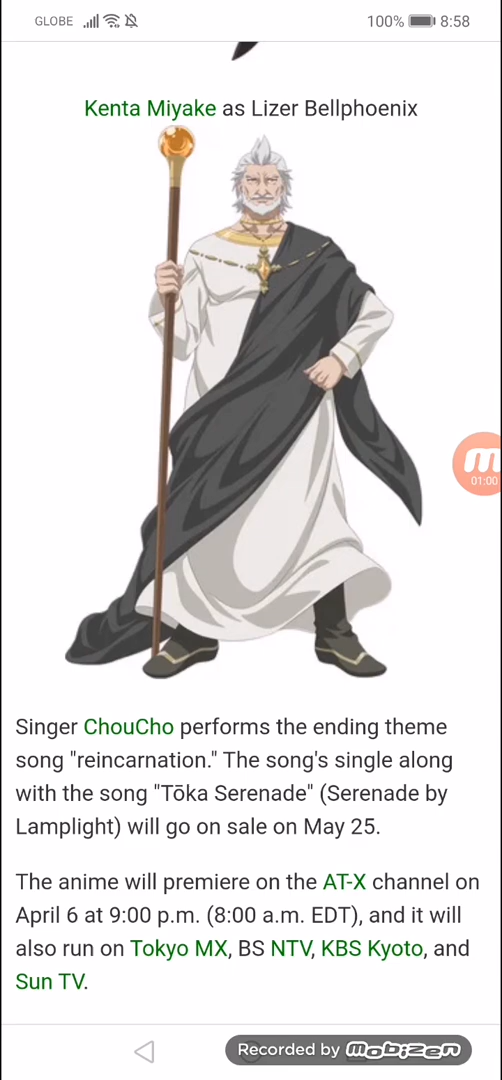 GLOBE 100% 8:58
Kenta Miyake as Lizer Bellphoenix
01:00
Singer ChouCho performs the ending theme
song "reincarnation." The song's single along
with the song "Tōka Serenade" (Serenade by
Lamplight) will go on sale on May 25.
The anime will premiere on the AT-X channel on
April 6 at 9:00 p.m. (8:00 a.m. EDT), and it will
also run on Tokyo MX, BS NTV, KBS Kyoto, and
Sun TV.
Recorded by mobizen